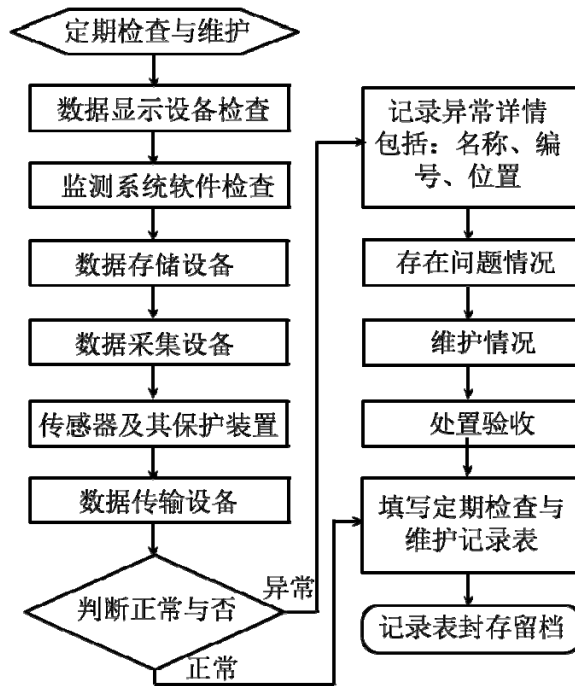 定期检查与维护
数据显示设备检查
监测系统软件检查
数据存储设备
数据采集设备
传感器及其保护装置
数据传输设备
判断正常与否
异常
正常
记录异常详情
包括：名称、编
号、位置
存在问题情况
维护情况
处置验收
填写定期检查与
维护记录表
记录表封存留档